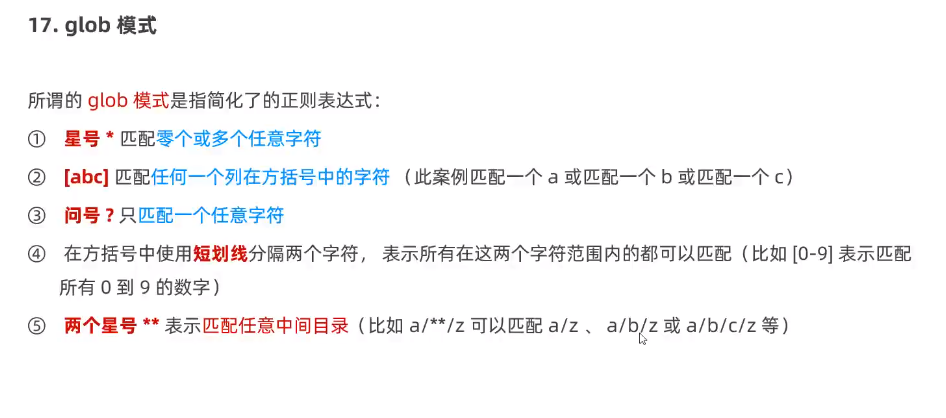 17. glob 模式
所谓的 glob 模式是指简化了的正则表达式：
① 星号 * 匹配零个或多个任意字符
② [abc] 匹配任何一个列在方括号中的字符 （此案例匹配一个 a 或匹配一个 b 或匹配一个 c）
③ 问号 ? 只匹配一个任意字符
④ 在方括号中使用短划线分隔两个字符， 表示所有在这两个字符范围内的都可以匹配（比如 [0-9] 表示匹配
所有 0 到 9 的数字）
⑤ 两个星号 ** 表示匹配任意中间目录（比如 a/**/z 可以匹配 a/z 、 a/b/z 或 a/b/c/z 等）